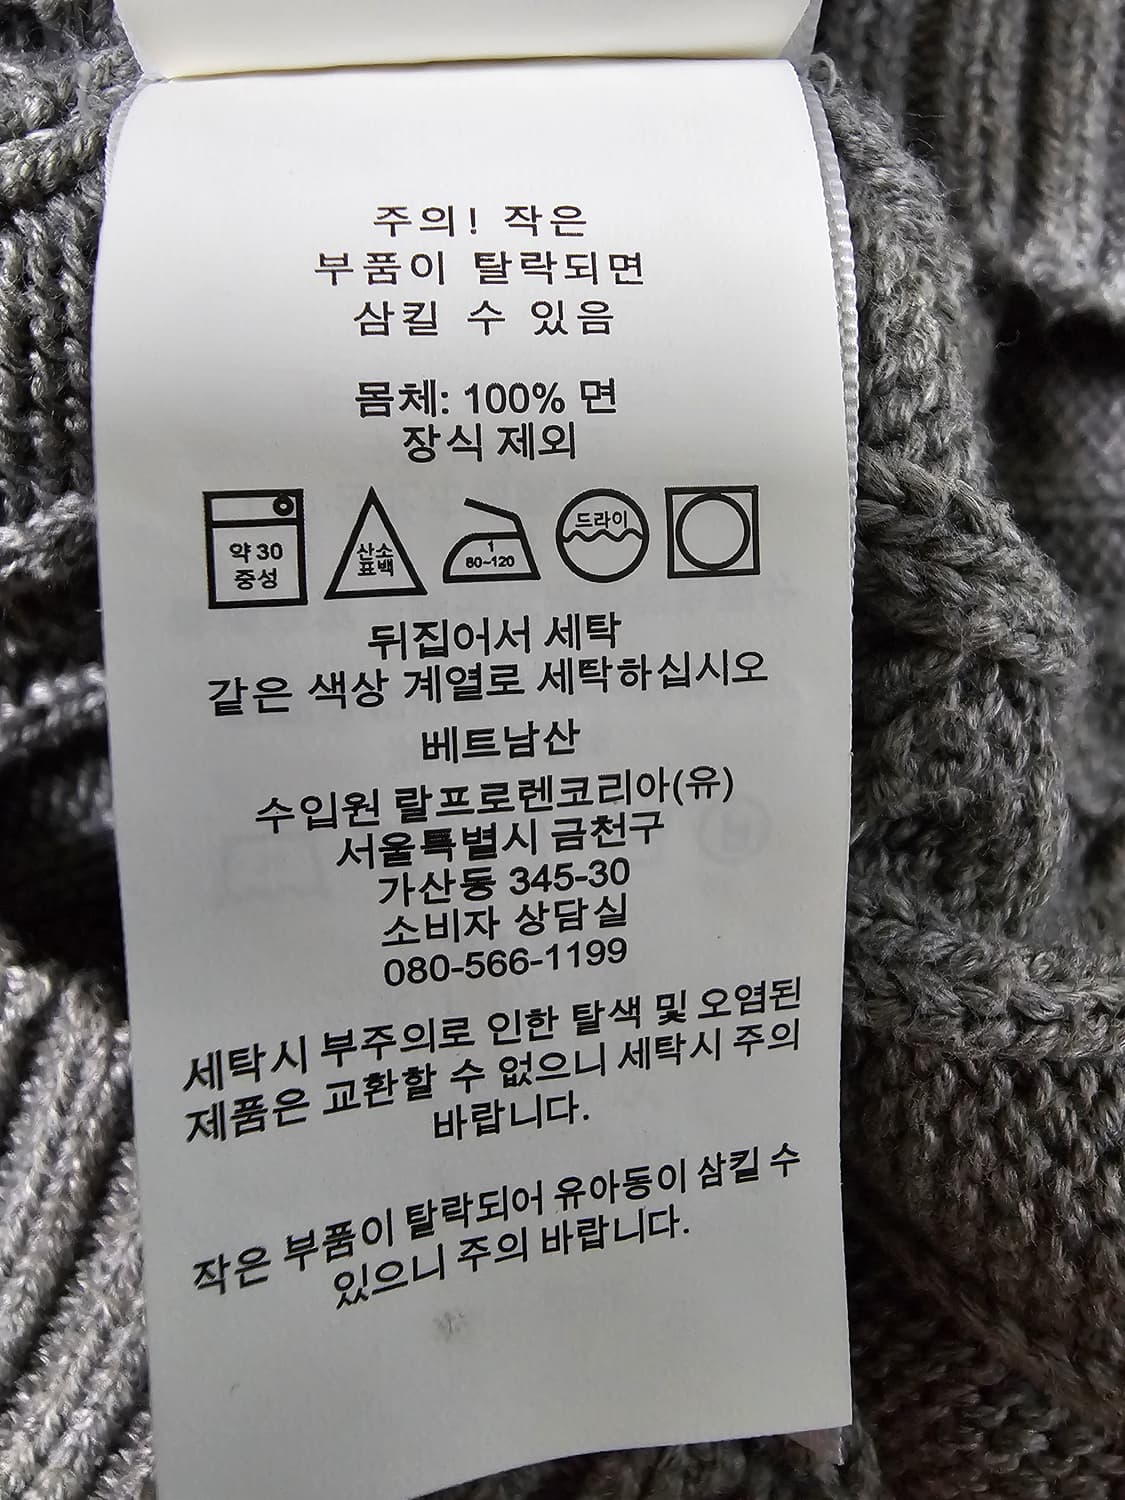 주의! 작은
부품이 탈락되면
삼킬 수 있음
몸체: 100% 면
장식 제외
약 30
중성
산소
표백
1
80~120
드라이
뒤집어서 세탁
같은 색상 계열로 세탁하십시오
베트남산
수입원 랄프로렌코리아(유)
서울특별시 금천구
가산동 345-30
소비자 상담실
080-566-1199
세탁시 부주의로 인한 탈색 및 오염된
제품은 교환할 수 없으니 세탁시 주의
바랍니다.
작은 부품이 탈락되어 유아동이 삼킬 수
있으니 주의 바랍니다.